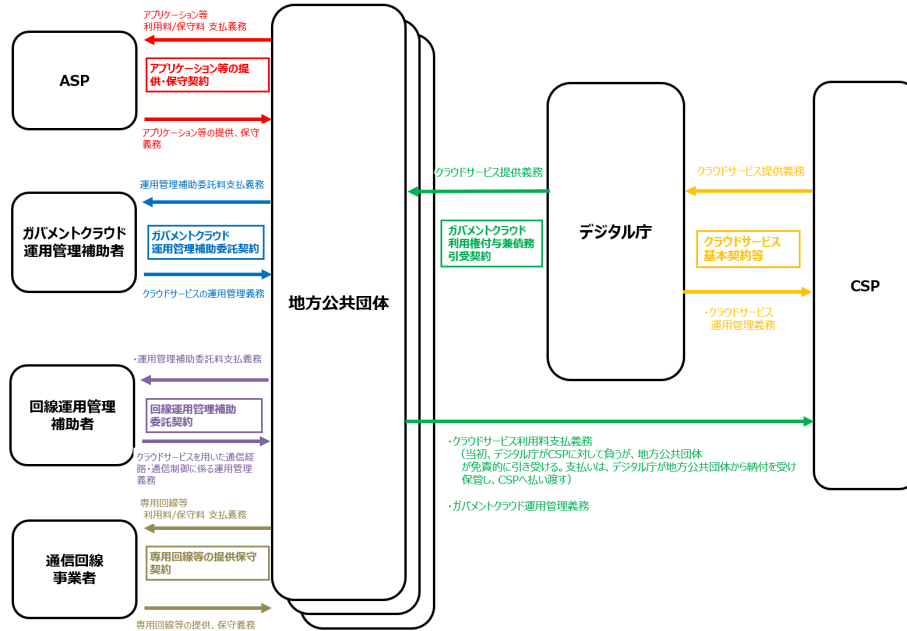 アプリケーション等
利用料/保守料 支払義務
ASP
アプリケーション等の提
供・保守契約
アプリケーション等の提供、保守
義務
運用管理補助委託料支払義務
ガバメントクラウド
運用管理補助者
ガバメントクラウド
運用管理補助委託契約
クラウドサービスの運用管理義務
・運用管理補助委託料支払義務
回線運用管理
補助者
回線運用管理補助
委託契約
クラウドサービスを用いた通信経
路・通信制御に係る運用管理
義務
専用回線等
利用料/保守料 支払義務
通信回線
事業者
専用回線等の提供保守
契約
専用回線等の提供、保守義務
地方公共団体
クラウドサービス提供義務
ガバメントクラウド
利用権付与兼債務
引受契約
デジタル庁
クラウドサービス提供義務
クラウドサービス
基本契約等
・クラウドサービス
運用管理義務
CSP
・クラウドサービス利用料支払義務
（当初、デジタル庁がCSPに対して負うが、地方公共団体
が免責的に引き受ける。支払いは、デジタル庁が地方公共団体から納付を受け
保管し、CSPへ払い渡す）
・ガバメントクラウド運用管理義務